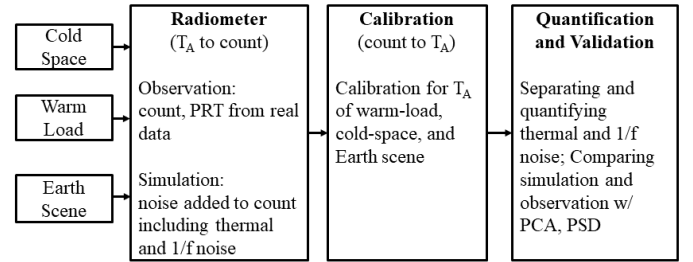 Cold
Space
Warm
Load
Earth
Scene
Radiometer
(TA to count)
Observation:
count, PRT from real
data
Simulation:
noise added to count
including thermal
and 1/f noise
Calibration
(count to TA)
Calibration for TA
of warm-load,
cold-space, and
Earth scene
Quantification
and Validation
Separating and
quantifying
thermal and 1/f
noise; Comparing
simulation and
observation w/
PCA, PSD